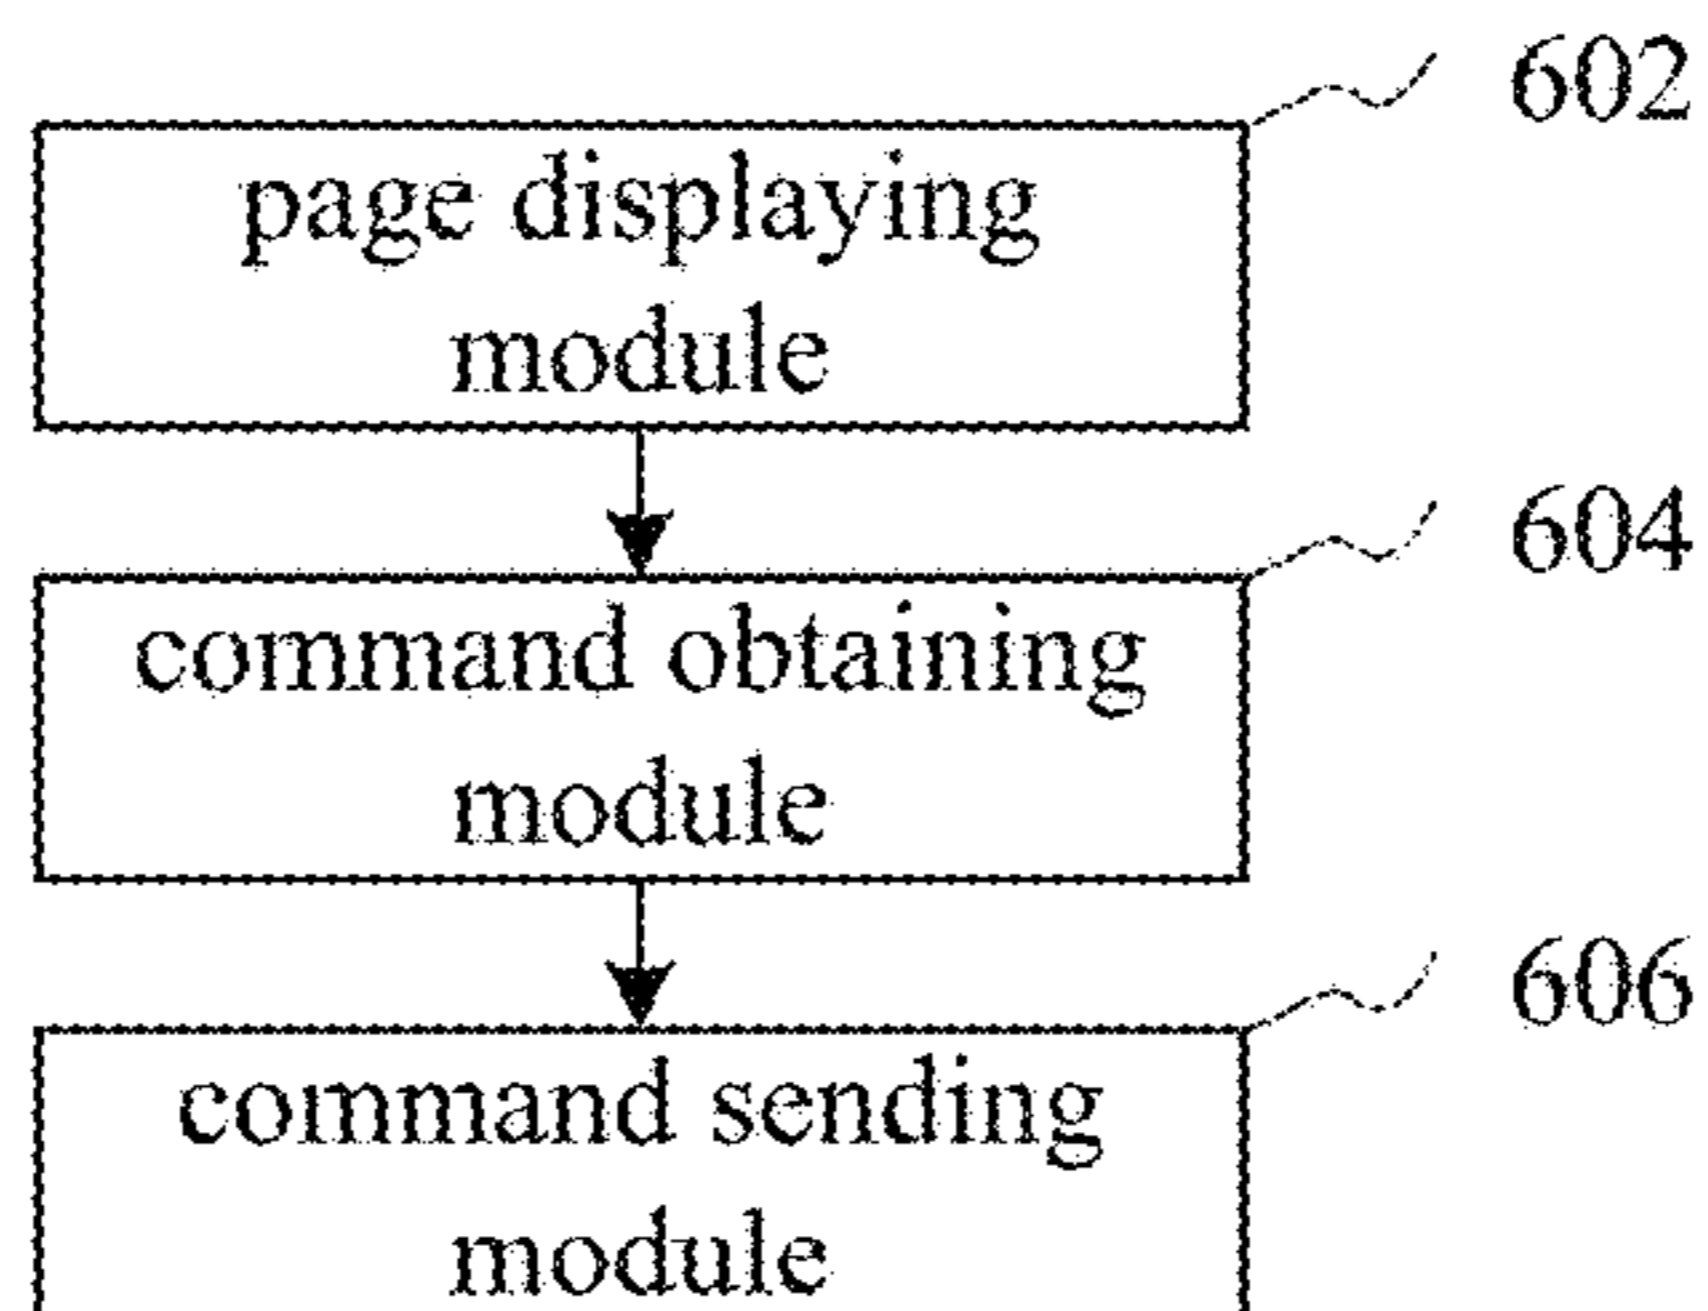 602
page displaying
module
604
command obtaining
module
606
command sending
module